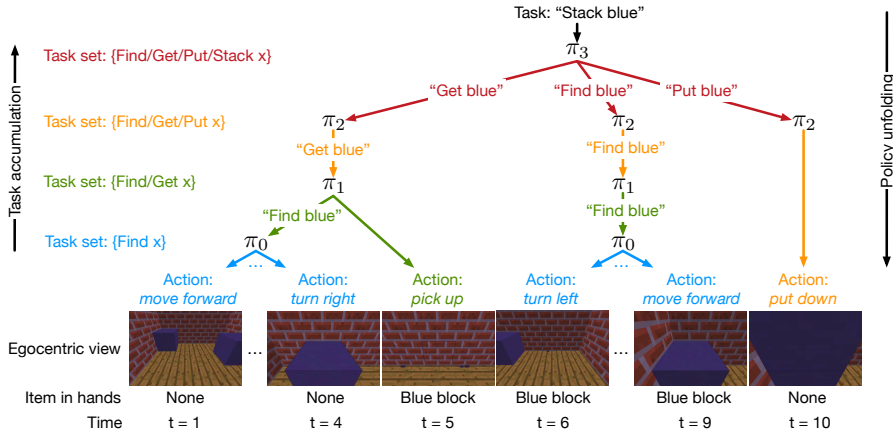 Task: "Stack blue"
π3
Task set: {Find/Get/Put/Stack x}
"Get blue"
"Find blue"
"Put blue"
Task set: {Find/Get/Put x}
π2
π2
π2
"Get blue"
"Find blue"
Task set: {Find/Get x}
π1
π1
"Find blue"
"Find blue"
Task set: {Find x}
π0
π0
...
...
Action:
move forward
Action:
turn right
Action:
pick up
Action:
turn left
Action:
move forward
Action:
put down
Task accumulation
Policy unfolding
Egocentric view
...
...
Item in hands
None
None
Blue block
Blue block
Blue block
None
Time
t = 1
t = 4
t = 5
t = 6
t = 9
t = 10